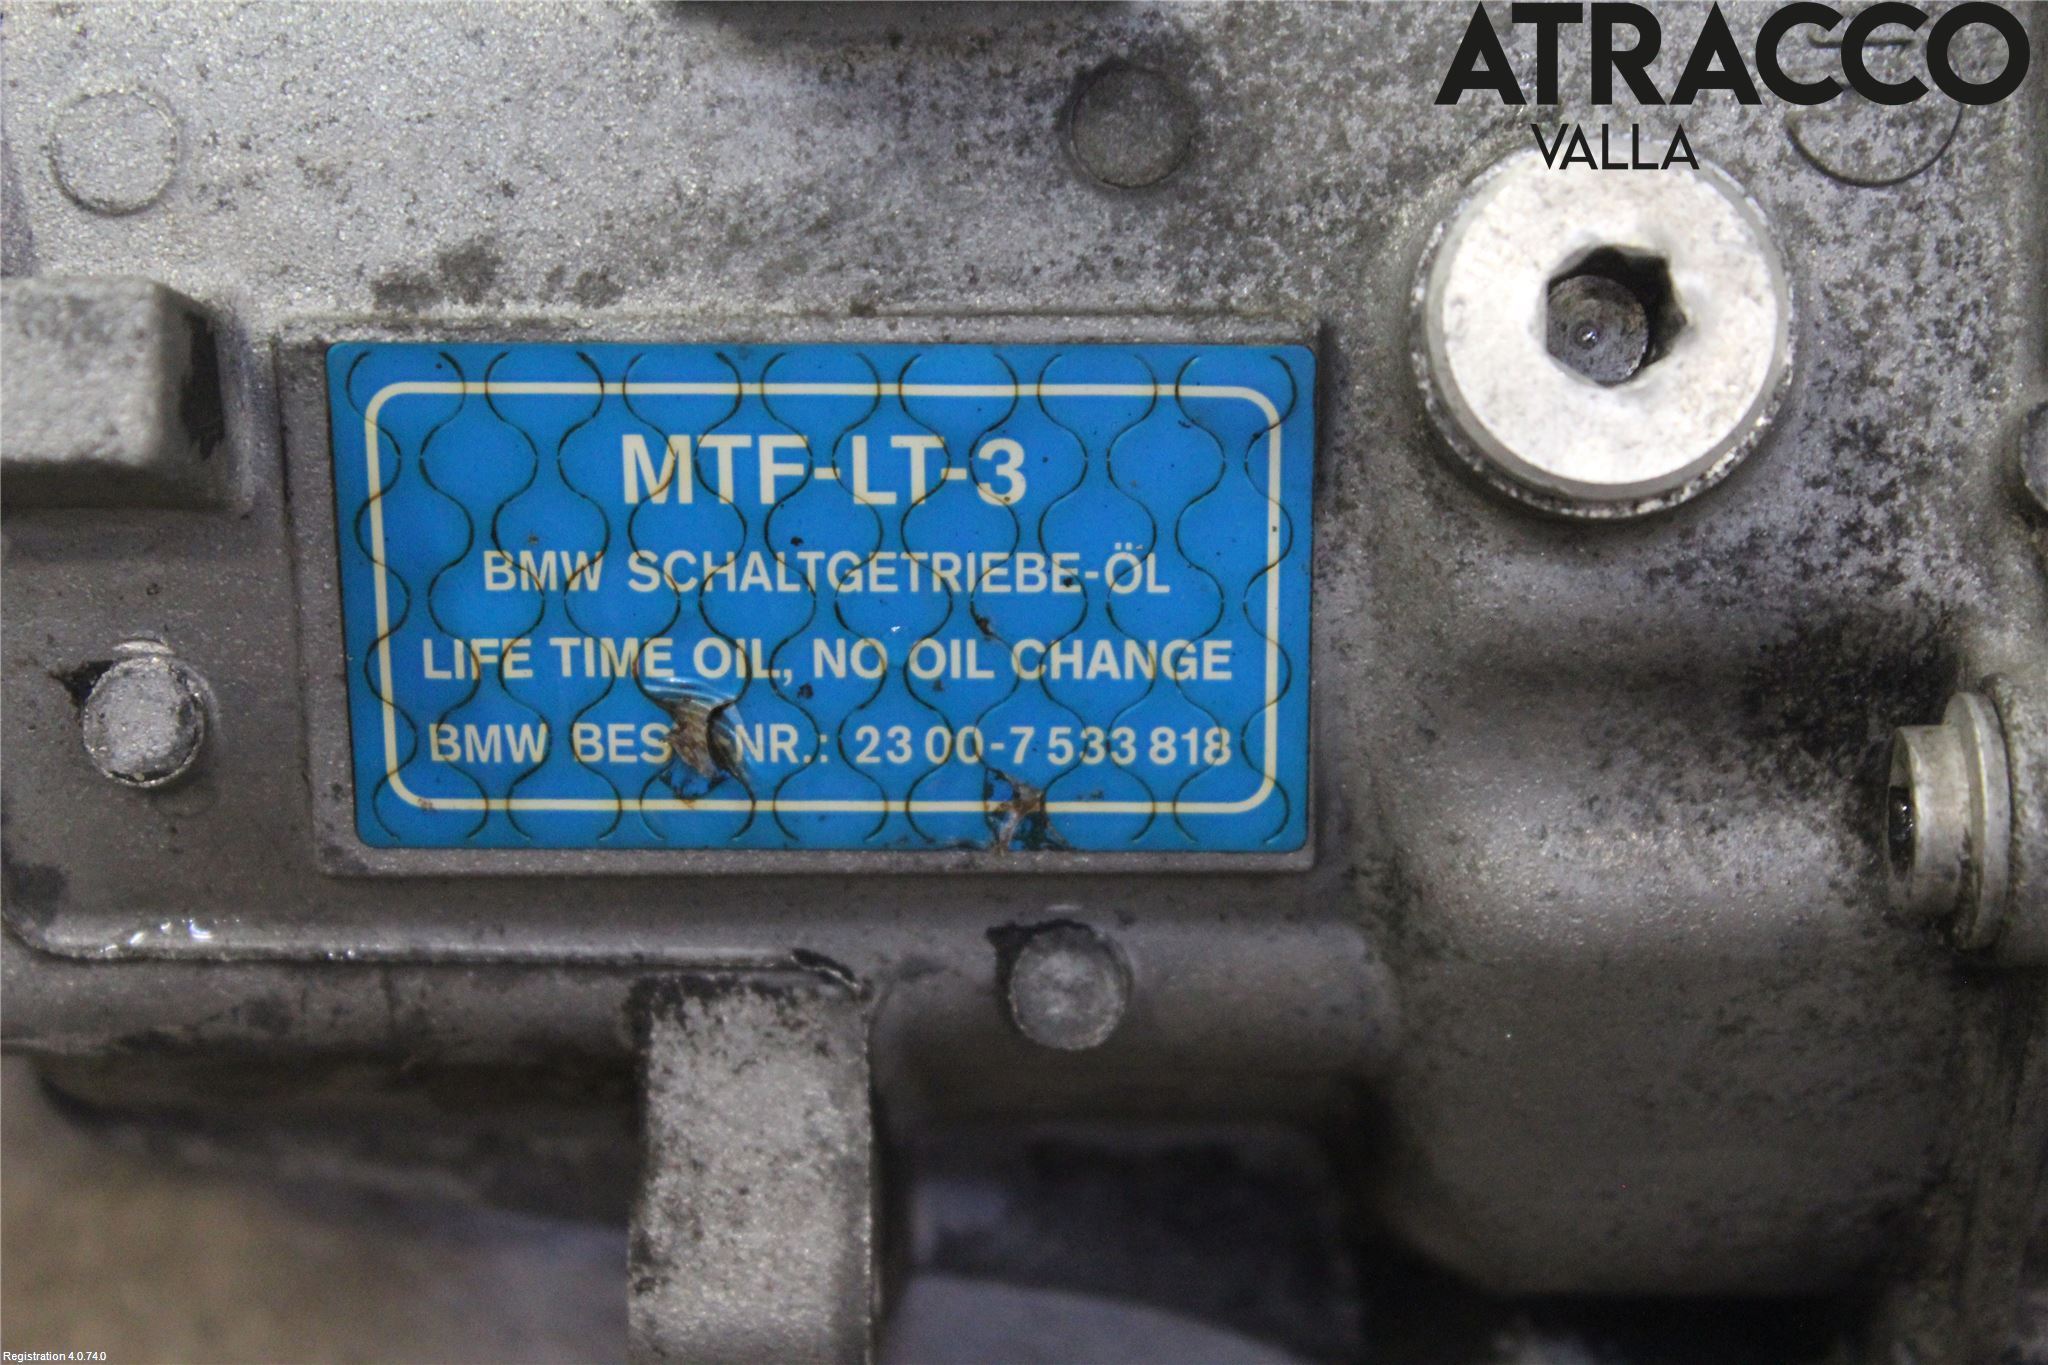 ATRACCO
VALLA
MTF-LT-3
BMW SCHALTGETRIEBE-ÖL
LIFE TIME OIL, NO OIL CHANGE
BMW NR.: 23 00-7 533 818
Registration 4.0.74.0